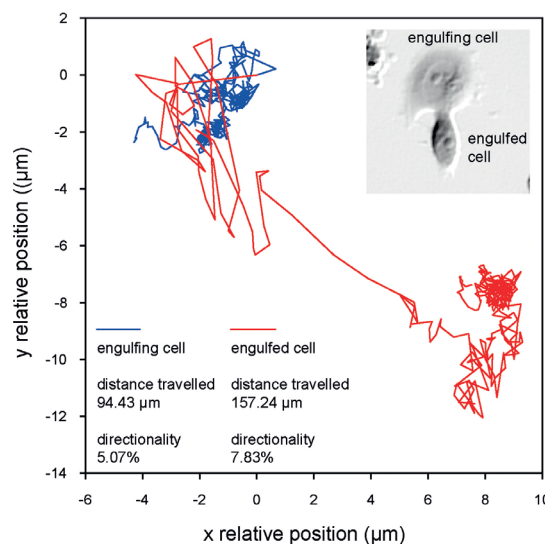 2
0
-2
-4
-6
-8
-10
-12
-14
-6
-4
-2
0
2
4
6
8
10
y relative position ((µm)
x relative position (µm)
engulfing cell
engulfed
cell
engulfing cell
distance travelled
94.43 µm
directionality
5.07%
engulfed cell
distance travelled
157.24 µm
directionality
7.83%